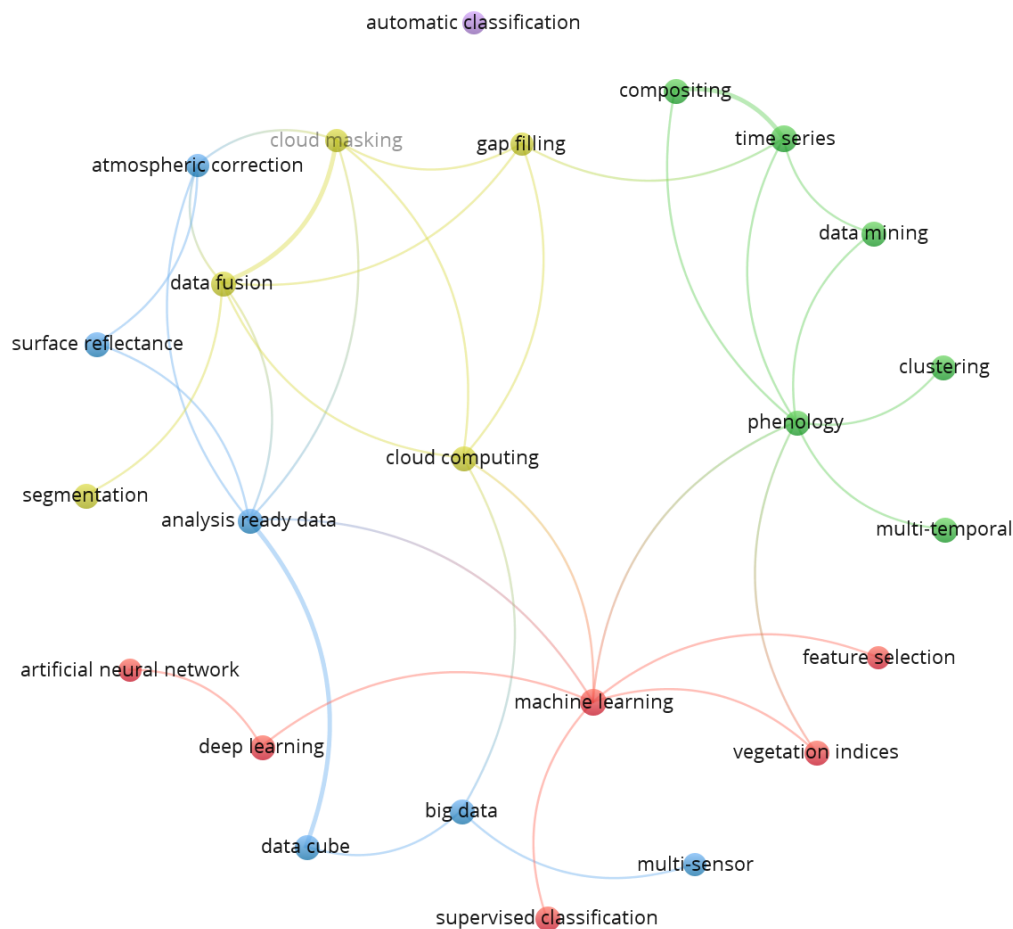 automatic classification
compositing
time series
cloud masking
gap filling
atmospheric correction
data mining
data fusion
surface reflectance
clustering
phenology
cloud computing
segmentation
analysis ready data
multi-temporal
feature selection
artificial neural network
machine learning
deep learning
vegetation indices
big data
data cube
multi-sensor
supervised classification